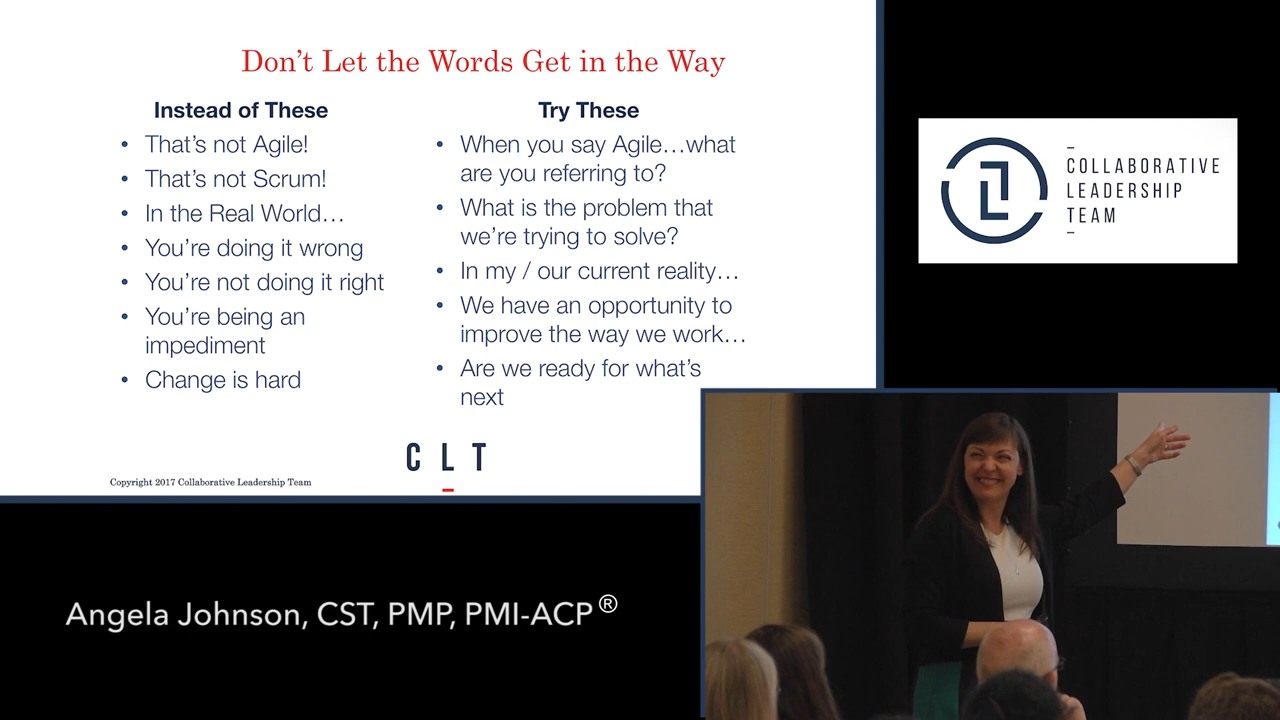 Don't Let the Words Get in the Way
Instead of These
• That's not Agile!
• That's not Scrum!
• In the Real World…
• You're doing it wrong
• You're not doing it right
• You're being an
impediment
• Change is hard
Try These
• When you say Agile…what
are you referring to?
• What is the problem that
we're trying to solve?
• In my / our current reality…
• We have an opportunity to
improve the way we work…
• Are we ready for what's
next
CLT
Copyright 2017 Collaborative Leadership Team
COLLABORATIVE
LEADERSHIP
TEAM
Angela Johnson, CST, PMP, PMI-ACP®